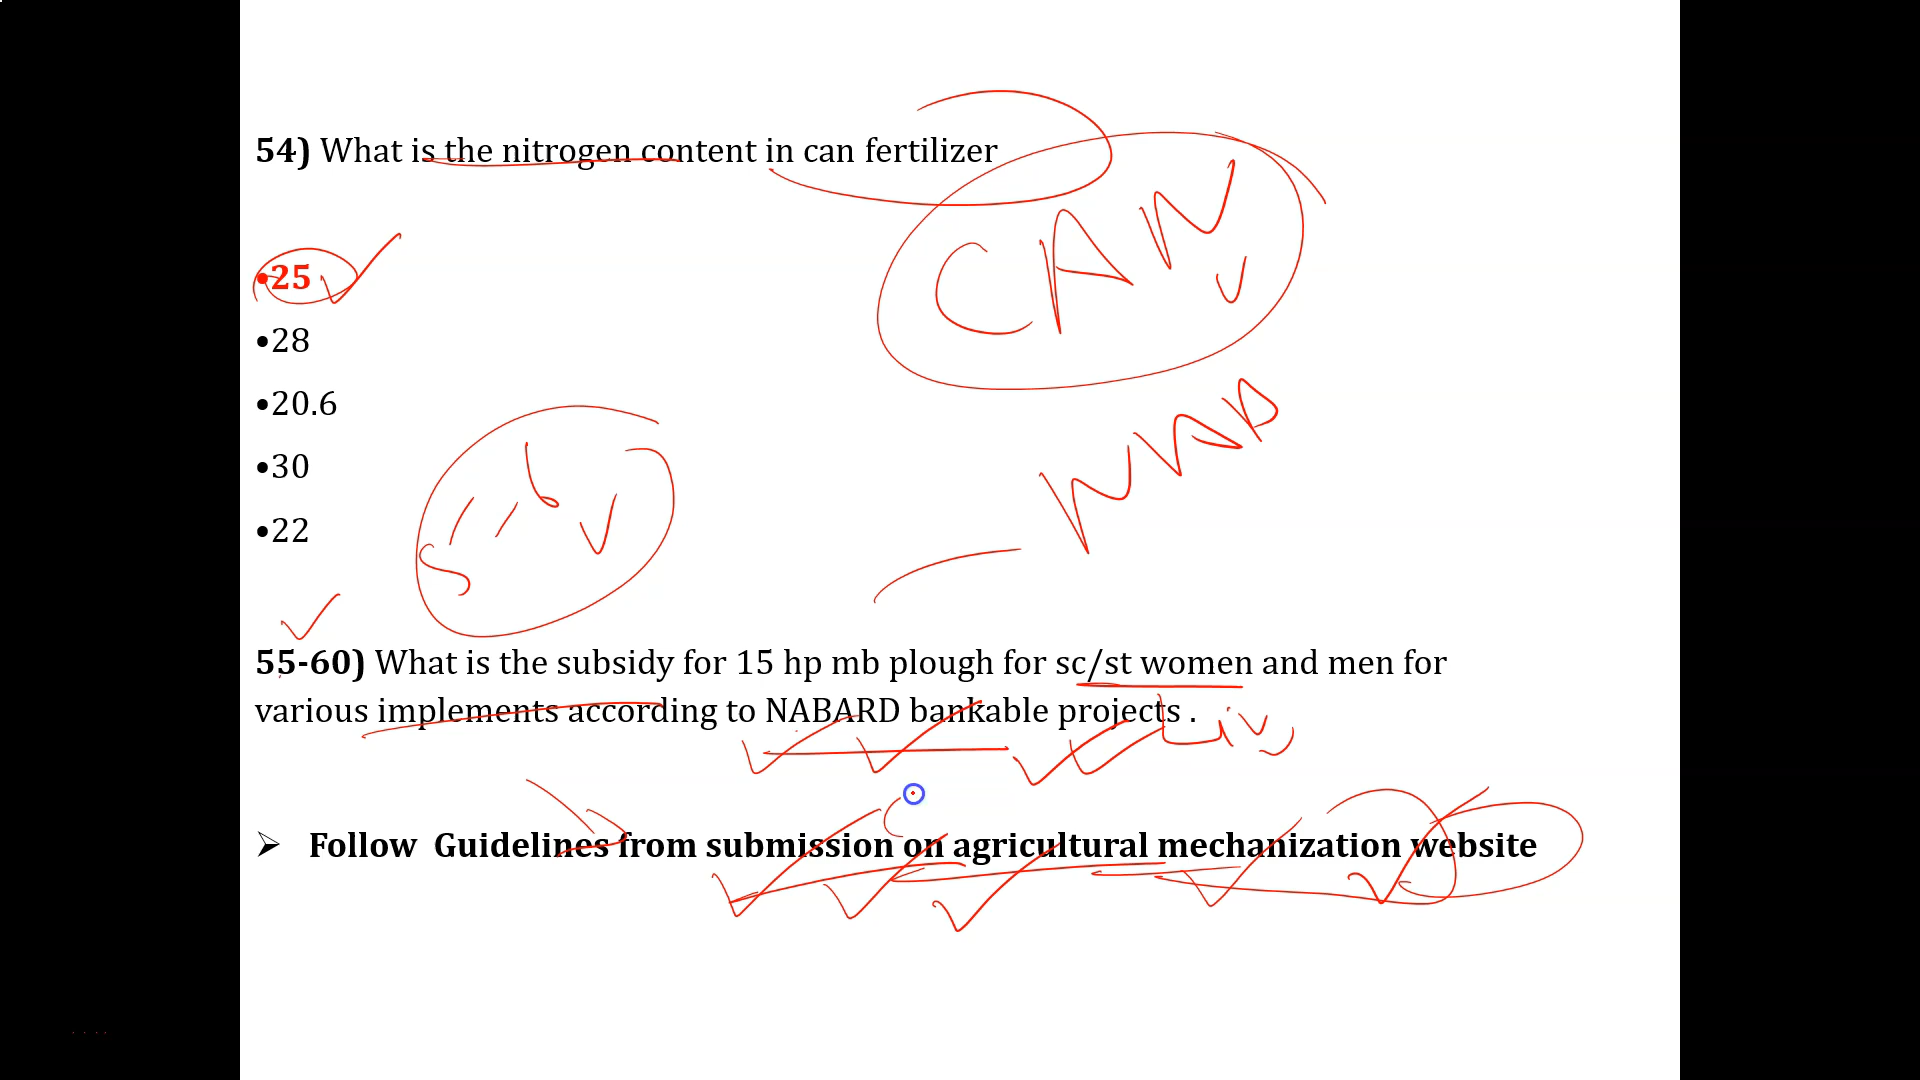 54) What is the nitrogen content in can fertilizer
•25
CAN
•28
•20.6
•30
•22
55-60) What is the subsidy for 15 hp mb plough for sc/st women and men for
various implements according to NABARD bankable projects .
➢ Follow Guidelines from submission on agricultural mechanization website